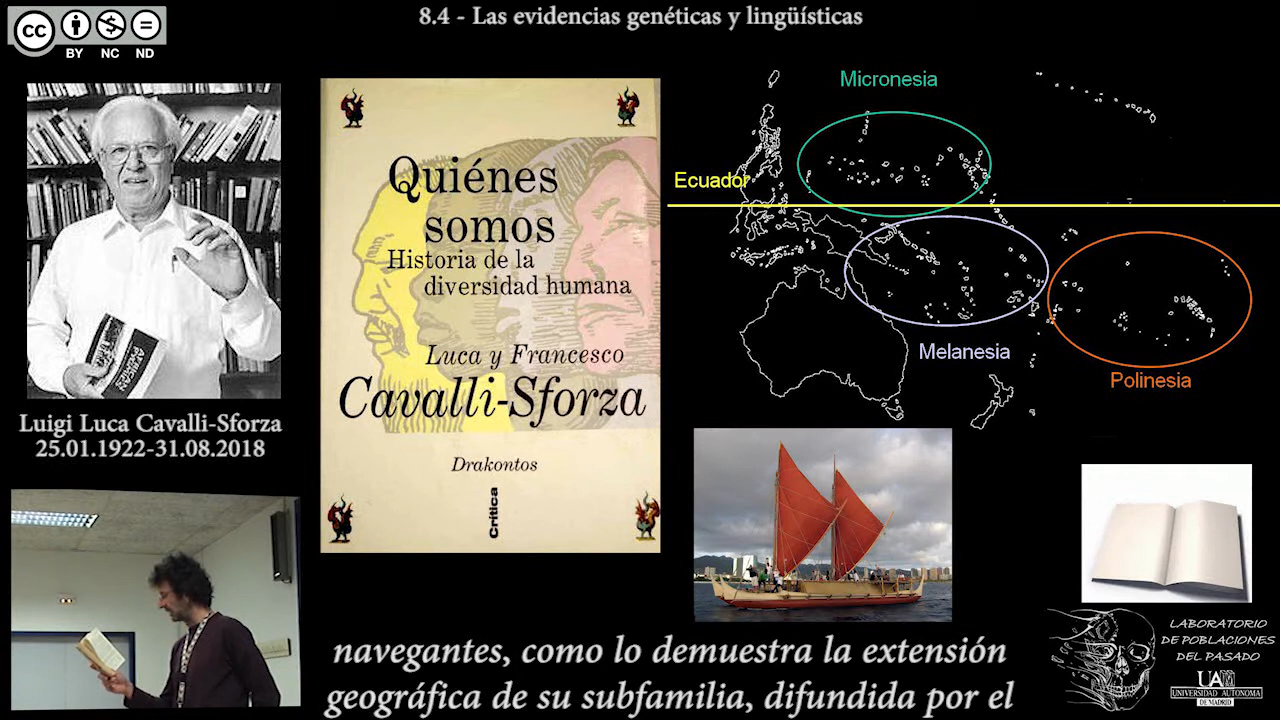 8.4 - Las evidencias genéticas y lingüísticas
CC
BY NC ND
Luigi Luca Cavalli-Sforza
25.01.1922-31.08.2018
Quiénes
somos
Historia de la
diversidad humana
Luca y Francesco
Cavalli-Sforza
Drakontos
Crítica
Micronesia
Ecuador
Melanesia
Polinesia
navegantes, como lo demuestra la extensión
geográfica de su subfamilia, difundida por el
LABORATORIO
DE POBLACIONES
DEL PASADO
UAM
UNIVERSIDAD AUTONOMA
DE MADRID